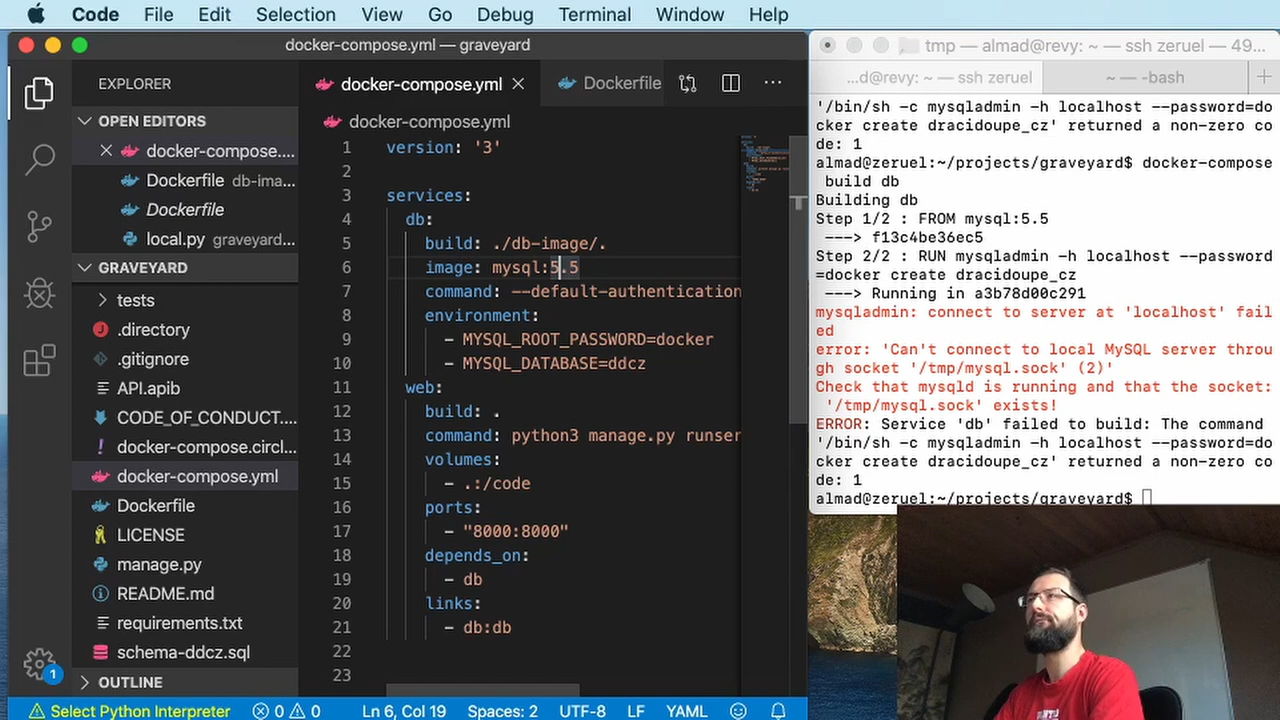 Code File Edit Selection View Go Debug Terminal Window Help
docker-compose.yml — graveyard
EXPLORER
OPEN EDITORS
docker-compose....
Dockerfile db-ima...
Dockerfile
local.py graveyard...
GRAVEYARD
tests
.directory
.gitignore
API.apib
CODE_OF_CONDUCT....
docker-compose.circl...
docker-compose.yml
Dockerfile
LICENSE
manage.py
README.md
requirements.txt
schema-ddcz.sql
OUTLINE
docker-compose.yml Dockerfile ...
docker-compose.yml
1 version: '3'
2
3 services:
4 db:
5 build: ./db-image/.
6 image: mysql:5.5
7 command: --default-authentication
8 environment:
9 - MYSQL_ROOT_PASSWORD=docker
10 - MYSQL_DATABASE=ddcz
11 web:
12 build: .
13 command: python3 manage.py runser
14 volumes:
15 - .:/code
16 ports:
17 - "8000:8000"
18 depends_on:
19 - db
20 links:
21 - db:db
22
23
1
Select Python Interpreter 0 0 Ln 6, Col 19 Spaces: 2 UTF-8 LF YAML
tmp — almad@revy: ~ — ssh zeruel — 49...
...d@revy: ~ — ssh zeruel ~ — -bash
'/bin/sh -c mysqladmin -h localhost --password=do
cker create dracidoupe_cz' returned a non-zero co
de: 1
almad@zeruel:~/projects/graveyard$ docker-compose
build db
Building db
Step 1/2 : FROM mysql:5.5
---> f13c4be36ec5
Step 2/2 : RUN mysqladmin -h localhost --password
=docker create dracidoupe_cz
---> Running in a3b78d00c291
mysqladmin: connect to server at 'localhost' fail
ed
error: 'Can't connect to local MySQL server throu
gh socket '/tmp/mysql.sock' (2)'
Check that mysqld is running and that the socket:
'/tmp/mysql.sock' exists!
ERROR: Service 'db' failed to build: The command
'/bin/sh -c mysqladmin -h localhost --password=do
cker create dracidoupe_cz' returned a non-zero co
de: 1
almad@zeruel:~/projects/graveyard$